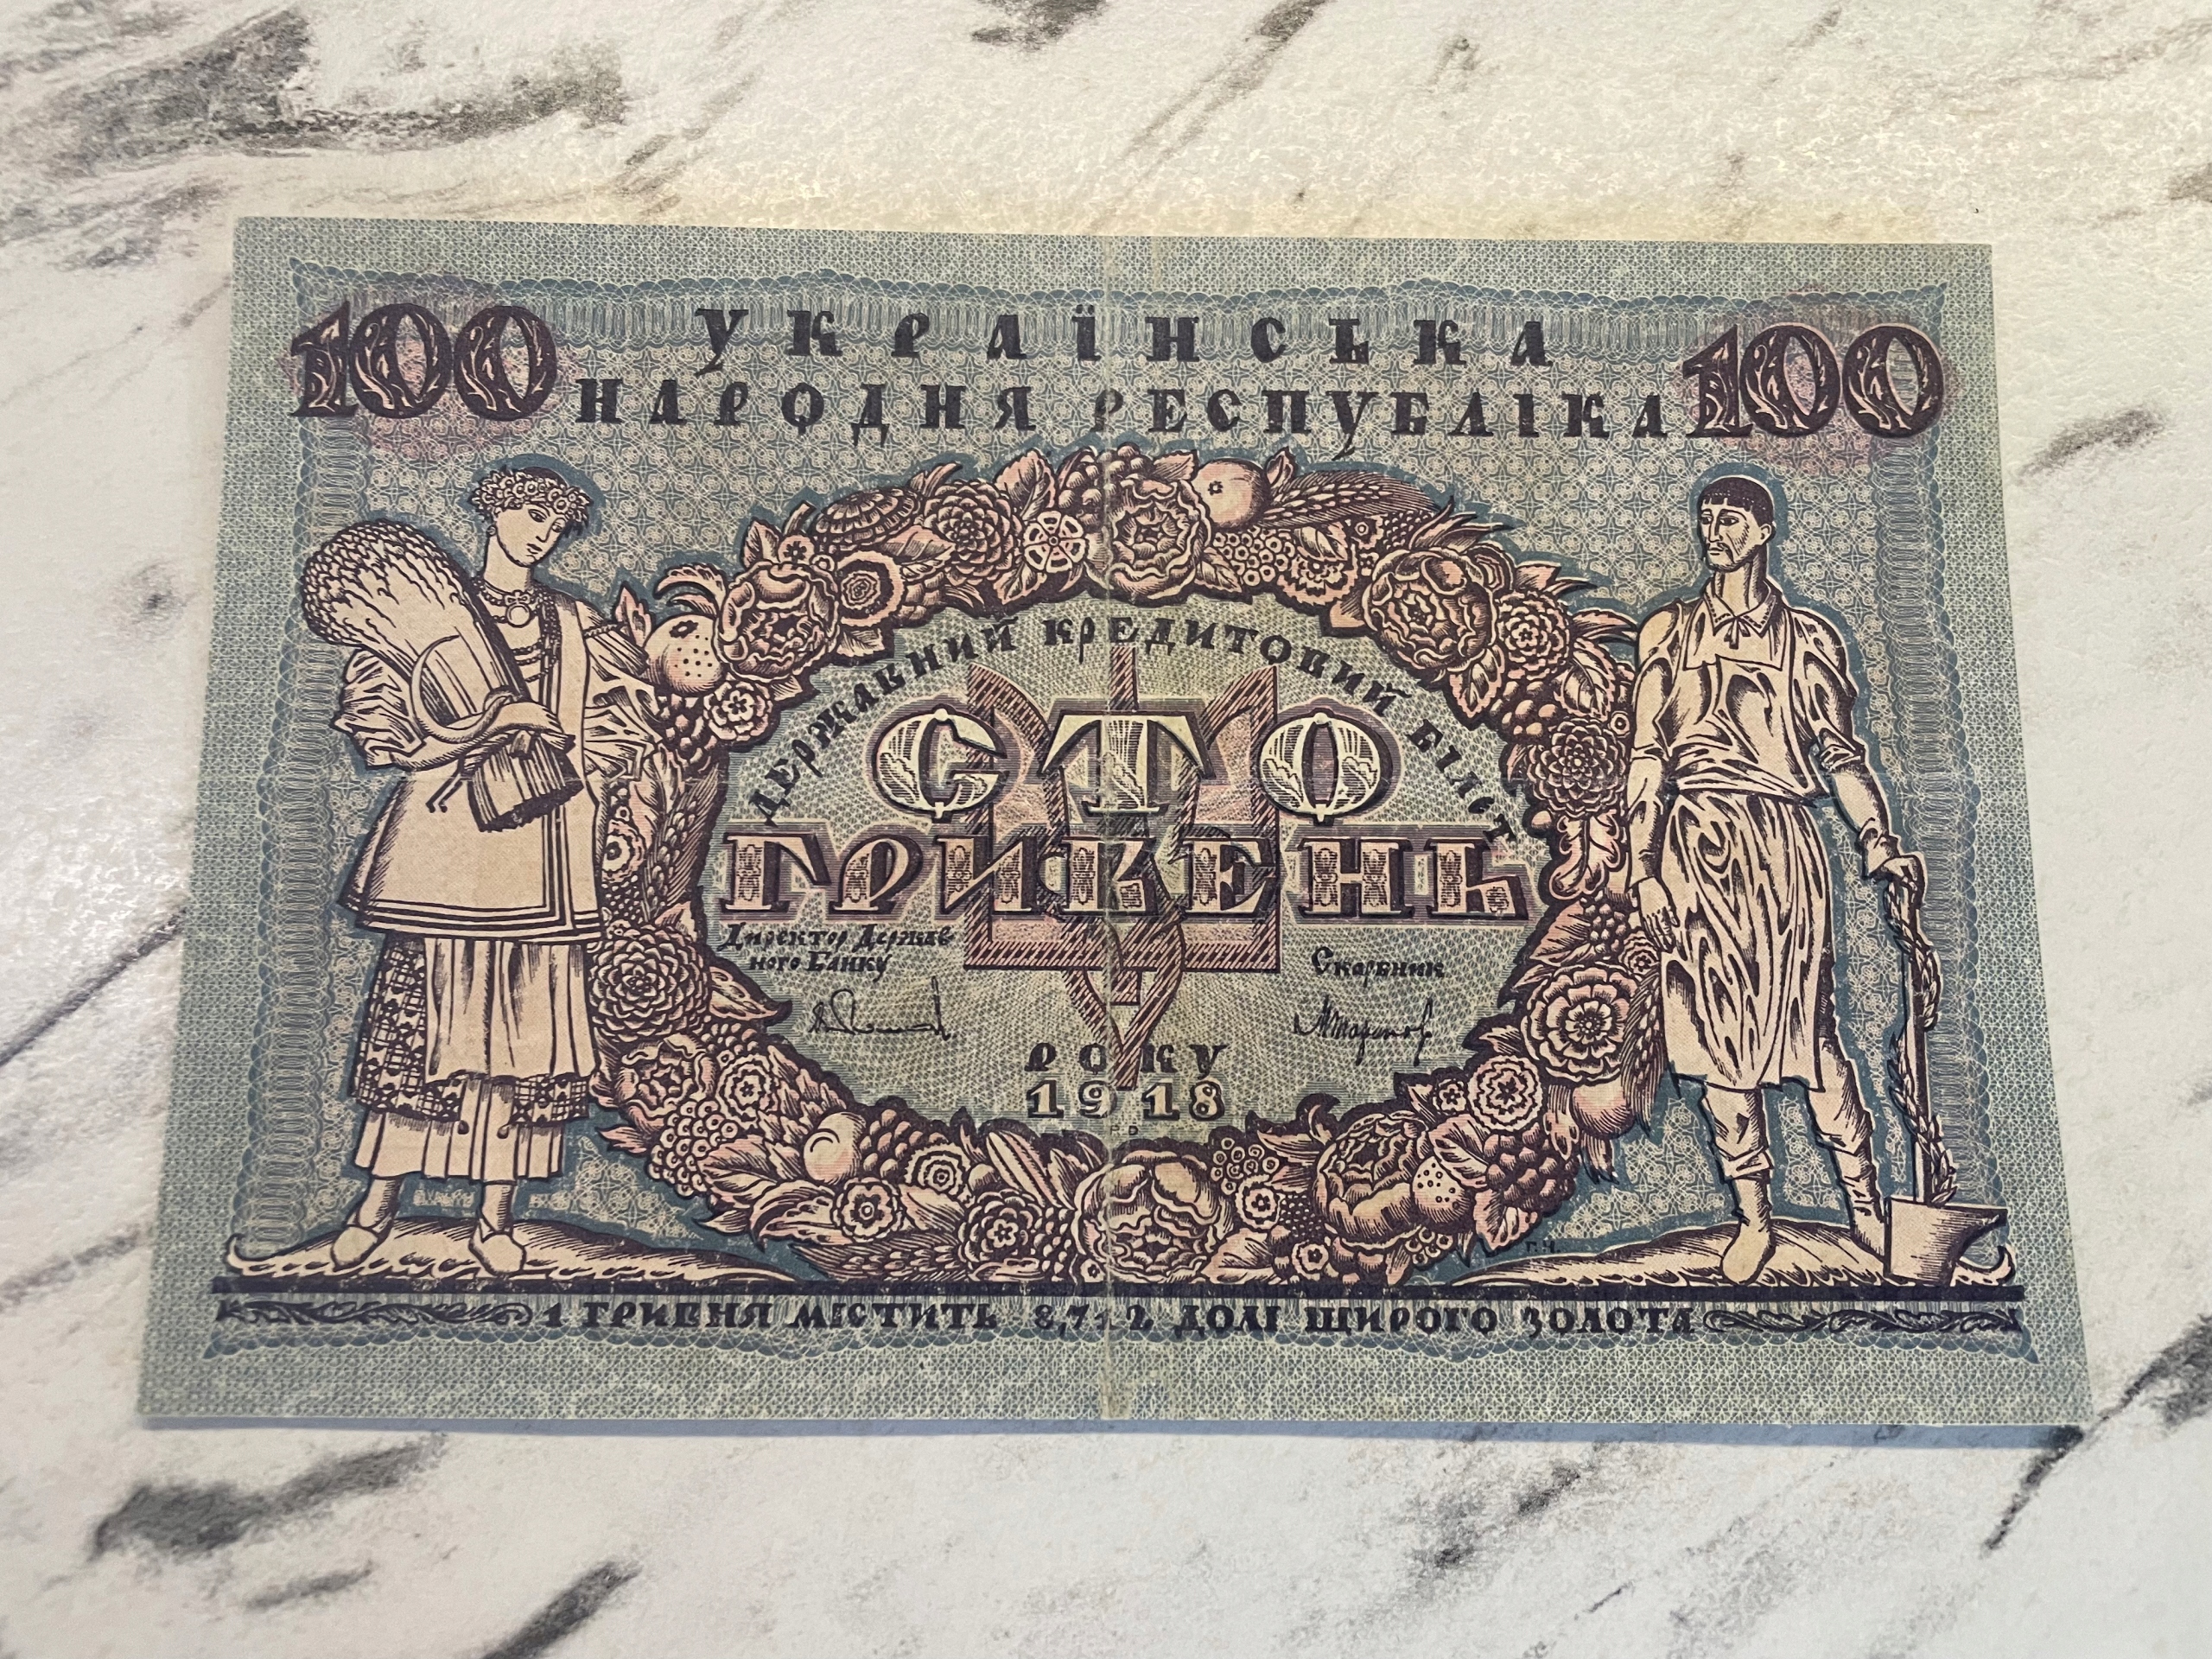 100 УКРАЇНСЬКА 100
НАРОДНЯ РЕСПУБЛІКА
ДЕРЖАВНИЙ КРЕДИТОВИЙ БІЛЄТ
СТО
ГРИВЕНЬ
Директор Держав-
ного Банку
Скарбник
РОКУ
1918
Г.Н.
1 ГРИВНЯ МІСТИТЬ 8,712 ДОЛІ ЩИРОГО ЗОЛОТА